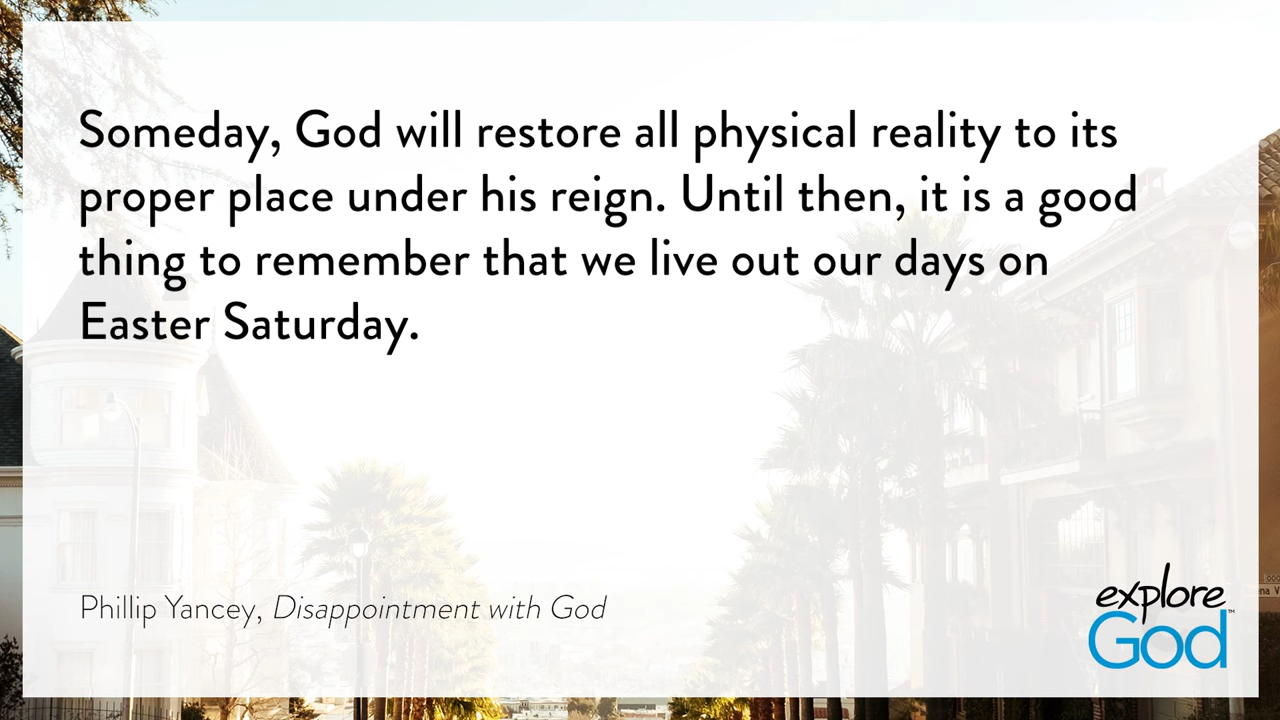 Someday, God will restore all physical reality to its
proper place under his reign. Until then, it is a good
thing to remember that we live out our days on
Easter Saturday.
Phillip Yancey, Disappointment with God
explore
God™